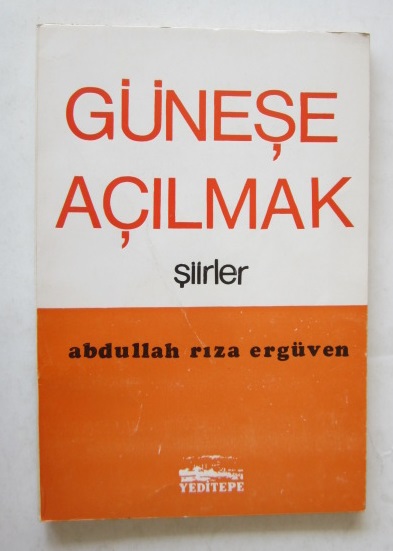 GÜNEŞE
AÇILMAK
şiirler
abdullah rıza ergüven
YEDİTEPE